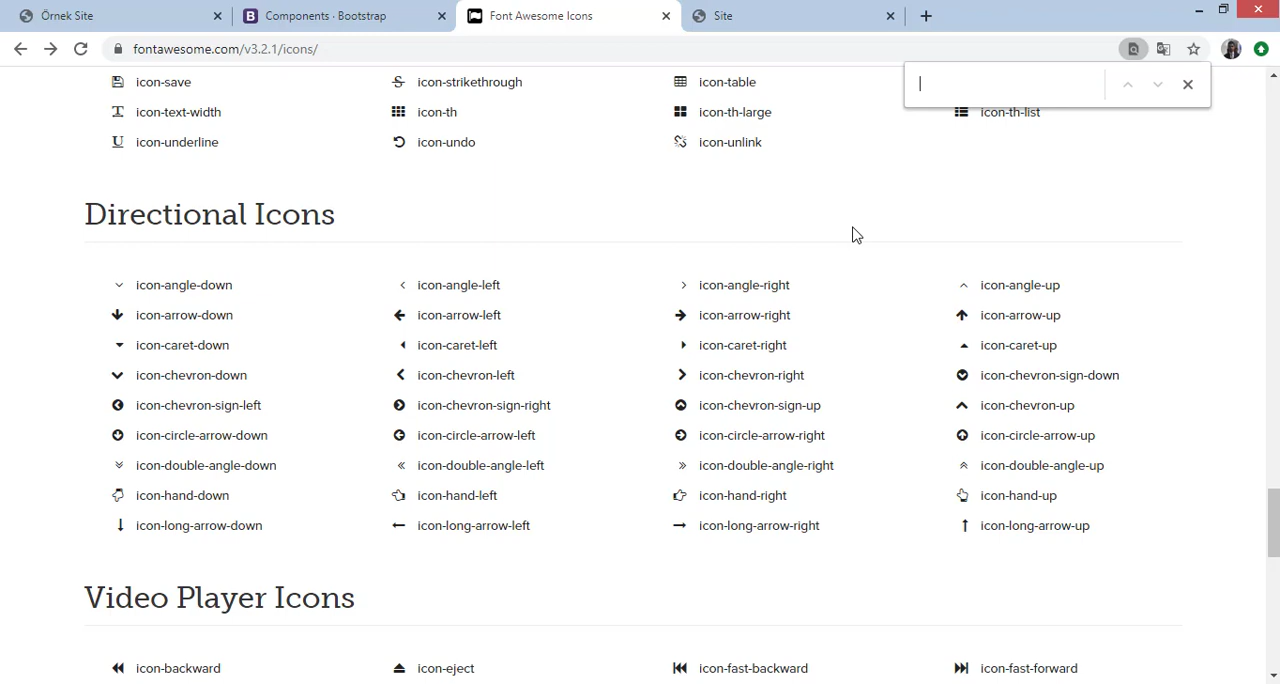 Örnek Site
Components · Bootstrap
Font Awesome Icons
Site
fontawesome.com/v3.2.1/icons/
icon-save
icon-strikethrough
icon-table
icon-text-width
icon-th
icon-th-large
icon-th-list
icon-underline
icon-undo
icon-unlink
Directional Icons
icon-angle-down
icon-angle-left
icon-angle-right
icon-angle-up
icon-arrow-down
icon-arrow-left
icon-arrow-right
icon-arrow-up
icon-caret-down
icon-caret-left
icon-caret-right
icon-caret-up
icon-chevron-down
icon-chevron-left
icon-chevron-right
icon-chevron-sign-down
icon-chevron-sign-left
icon-chevron-sign-right
icon-chevron-sign-up
icon-chevron-up
icon-circle-arrow-down
icon-circle-arrow-left
icon-circle-arrow-right
icon-circle-arrow-up
icon-double-angle-down
icon-double-angle-left
icon-double-angle-right
icon-double-angle-up
icon-hand-down
icon-hand-left
icon-hand-right
icon-hand-up
icon-long-arrow-down
icon-long-arrow-left
icon-long-arrow-right
icon-long-arrow-up
Video Player Icons
icon-backward
icon-eject
icon-fast-backward
icon-fast-forward